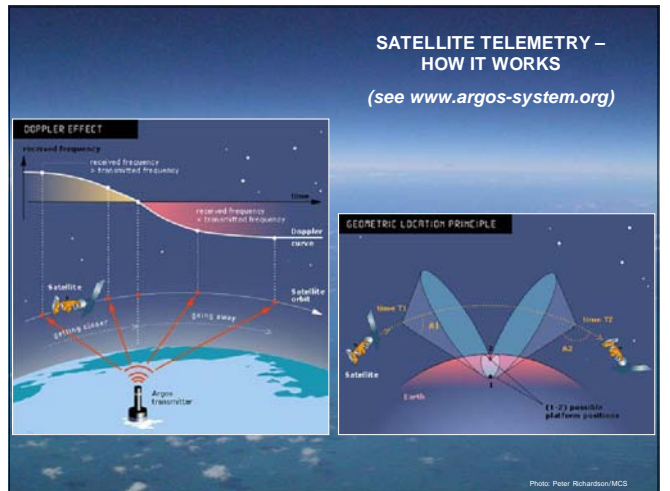 SATELLITE TELEMETRY –
HOW IT WORKS
(see www.argos-system.org)
DOPPLER EFFECT
received frequency
received frequency
> transmitted frequency
time
received frequency
< transmitted frequency
Doppler
curve
Satellite
Satellite
orbit
getting closer
going away
Argos
transmitter
GEOMETRIC LOCATION PRINCIPLE
time T1
A1
time T2
A2
Satellite
2
1
Earth
(1-2) possible
platform positions
Photo: Peter Richardson/MCS